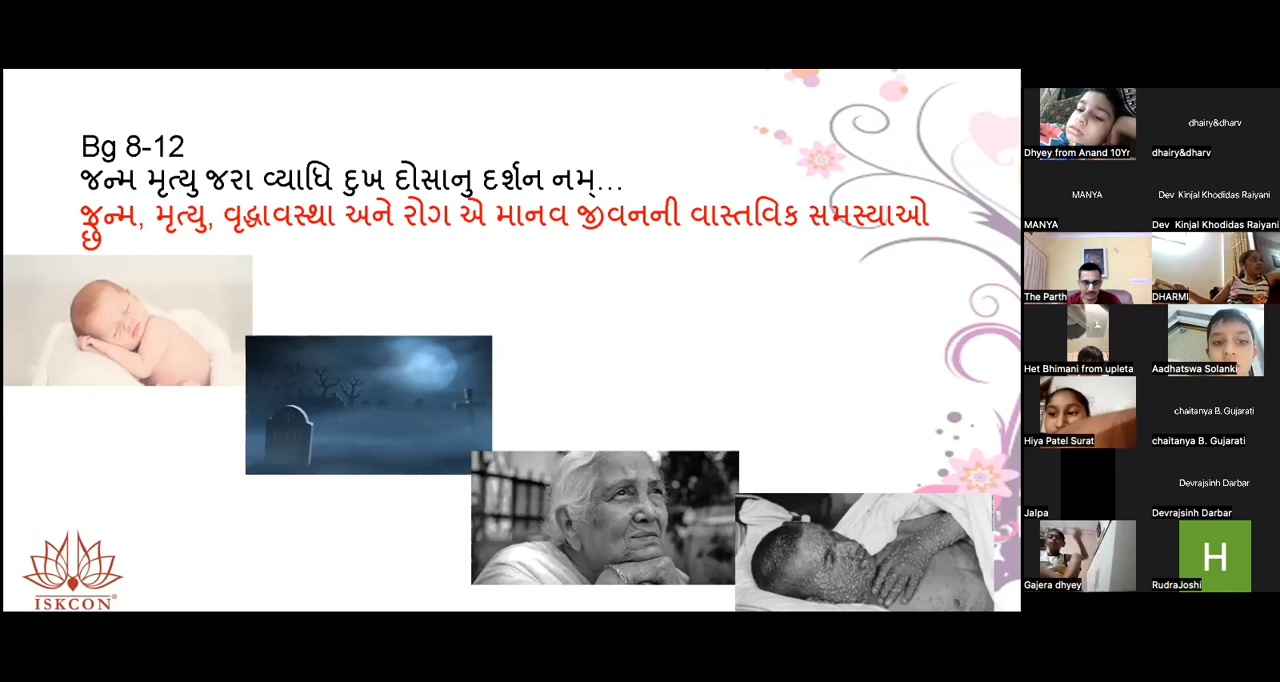 Bg 8-12
જન્મ મૃત્યુ જરા વ્યાધિ દુખ દોસાનુ દર્શન નમ્...
જન્મ, મૃત્યુ, વૃદ્ધાવસ્થા અને રોગ એ માનવ જીવનની વાસ્તવિક સમસ્યાઓ
છે
ISKCON®
Dhyey from Anand 10Yr
dhairy&dharv
dhairy&dharv
MANYA
MANYA
Dev Kinjal Khodidas Raiyani
Dev Kinjal Khodidas Raiyani
The Parth
DHARMI
Het Bhimani from upleta
Aadhatswa Solanki
Hiya Patel Surat
chaitanya B. Gujarati
chaitanya B. Gujarati
Jalpa
Devrajsinh Darbar
Devrajsinh Darbar
Gajera dhyey
H
RudraJoshi